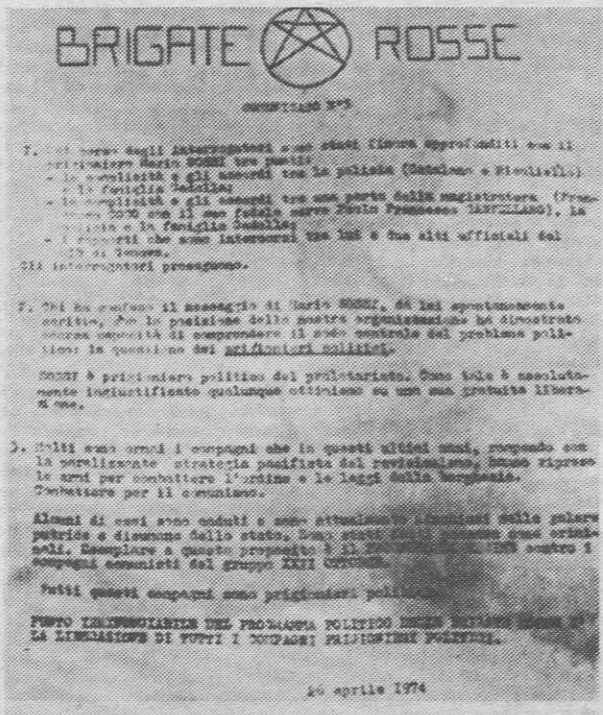 BRIGATE ROSSE
COMUNICATO N°3
1. Nel corso degli interrogatori sono stati finora approfonditi con il
prigioniero Mario SOSSI tre punti:
- la complicità e gli accordi tra la polizia (Catalano e
e la famiglia Gadolla;
- la complicità e gli accordi tra una parte della magistratura
COCO con il suo fedele servo Paolo Francesco la
polizia e la famiglia Gadolla;
- i rapporti che sono intercorsi tra lui e due alti ufficiali del
di Genova.
Gli interrogatori proseguono.
2. Chi ha confuso il messaggio di Mario SOSSI, da lui spontaneamente
scritto, con la posizione della nostra organizzazione ha dimostrato
scarsa capacità di comprendere il nodo centrale del problema poli-
tico: la questione dei prigionieri politici.
SOSSI è prigioniero politico del proletariato. Come tale è assoluta-
mente ingiustificato qualunque ottimismo su una sua gratuita libera-
zione.
3. Molti sono ormai i compagni che in questi ultimi anni, rompendo con
la paralizzante strategia pacifista del revisionismo, hanno ripreso
le armi per combattere l'ordine e le leggi della borghesia.
Combattere per il comunismo.
Alcuni di essi sono caduti e sono attualmente nelle galere
patrie a dello stato. Sono stati come crimi-
nali. Esemplare a questo proposito è il contro i
compagni comunisti del gruppo XXII OTTOBRE.
Tutti questi compagni sono prigionieri politici.
PUNTO DEL PROGRAMMA POLITICO DELLE BRIGATE ROSSE E'
LA LIBERAZIONE DI TUTTI I COMPAGNI PRIGIONIERI POLITICI.
26 aprile 1974